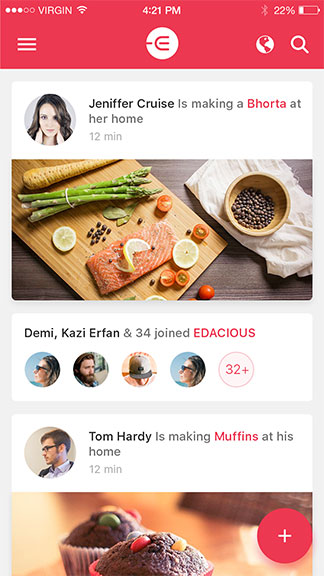 VIRGIN 4:21 PM 22%
Jeniffer Cruise Is making a Bhorta at
her home
12 min
Demi, Kazi Erfan & 34 joined EDACIOUS
32+
Tom Hardy Is making Muffins at his
home
12 min
+